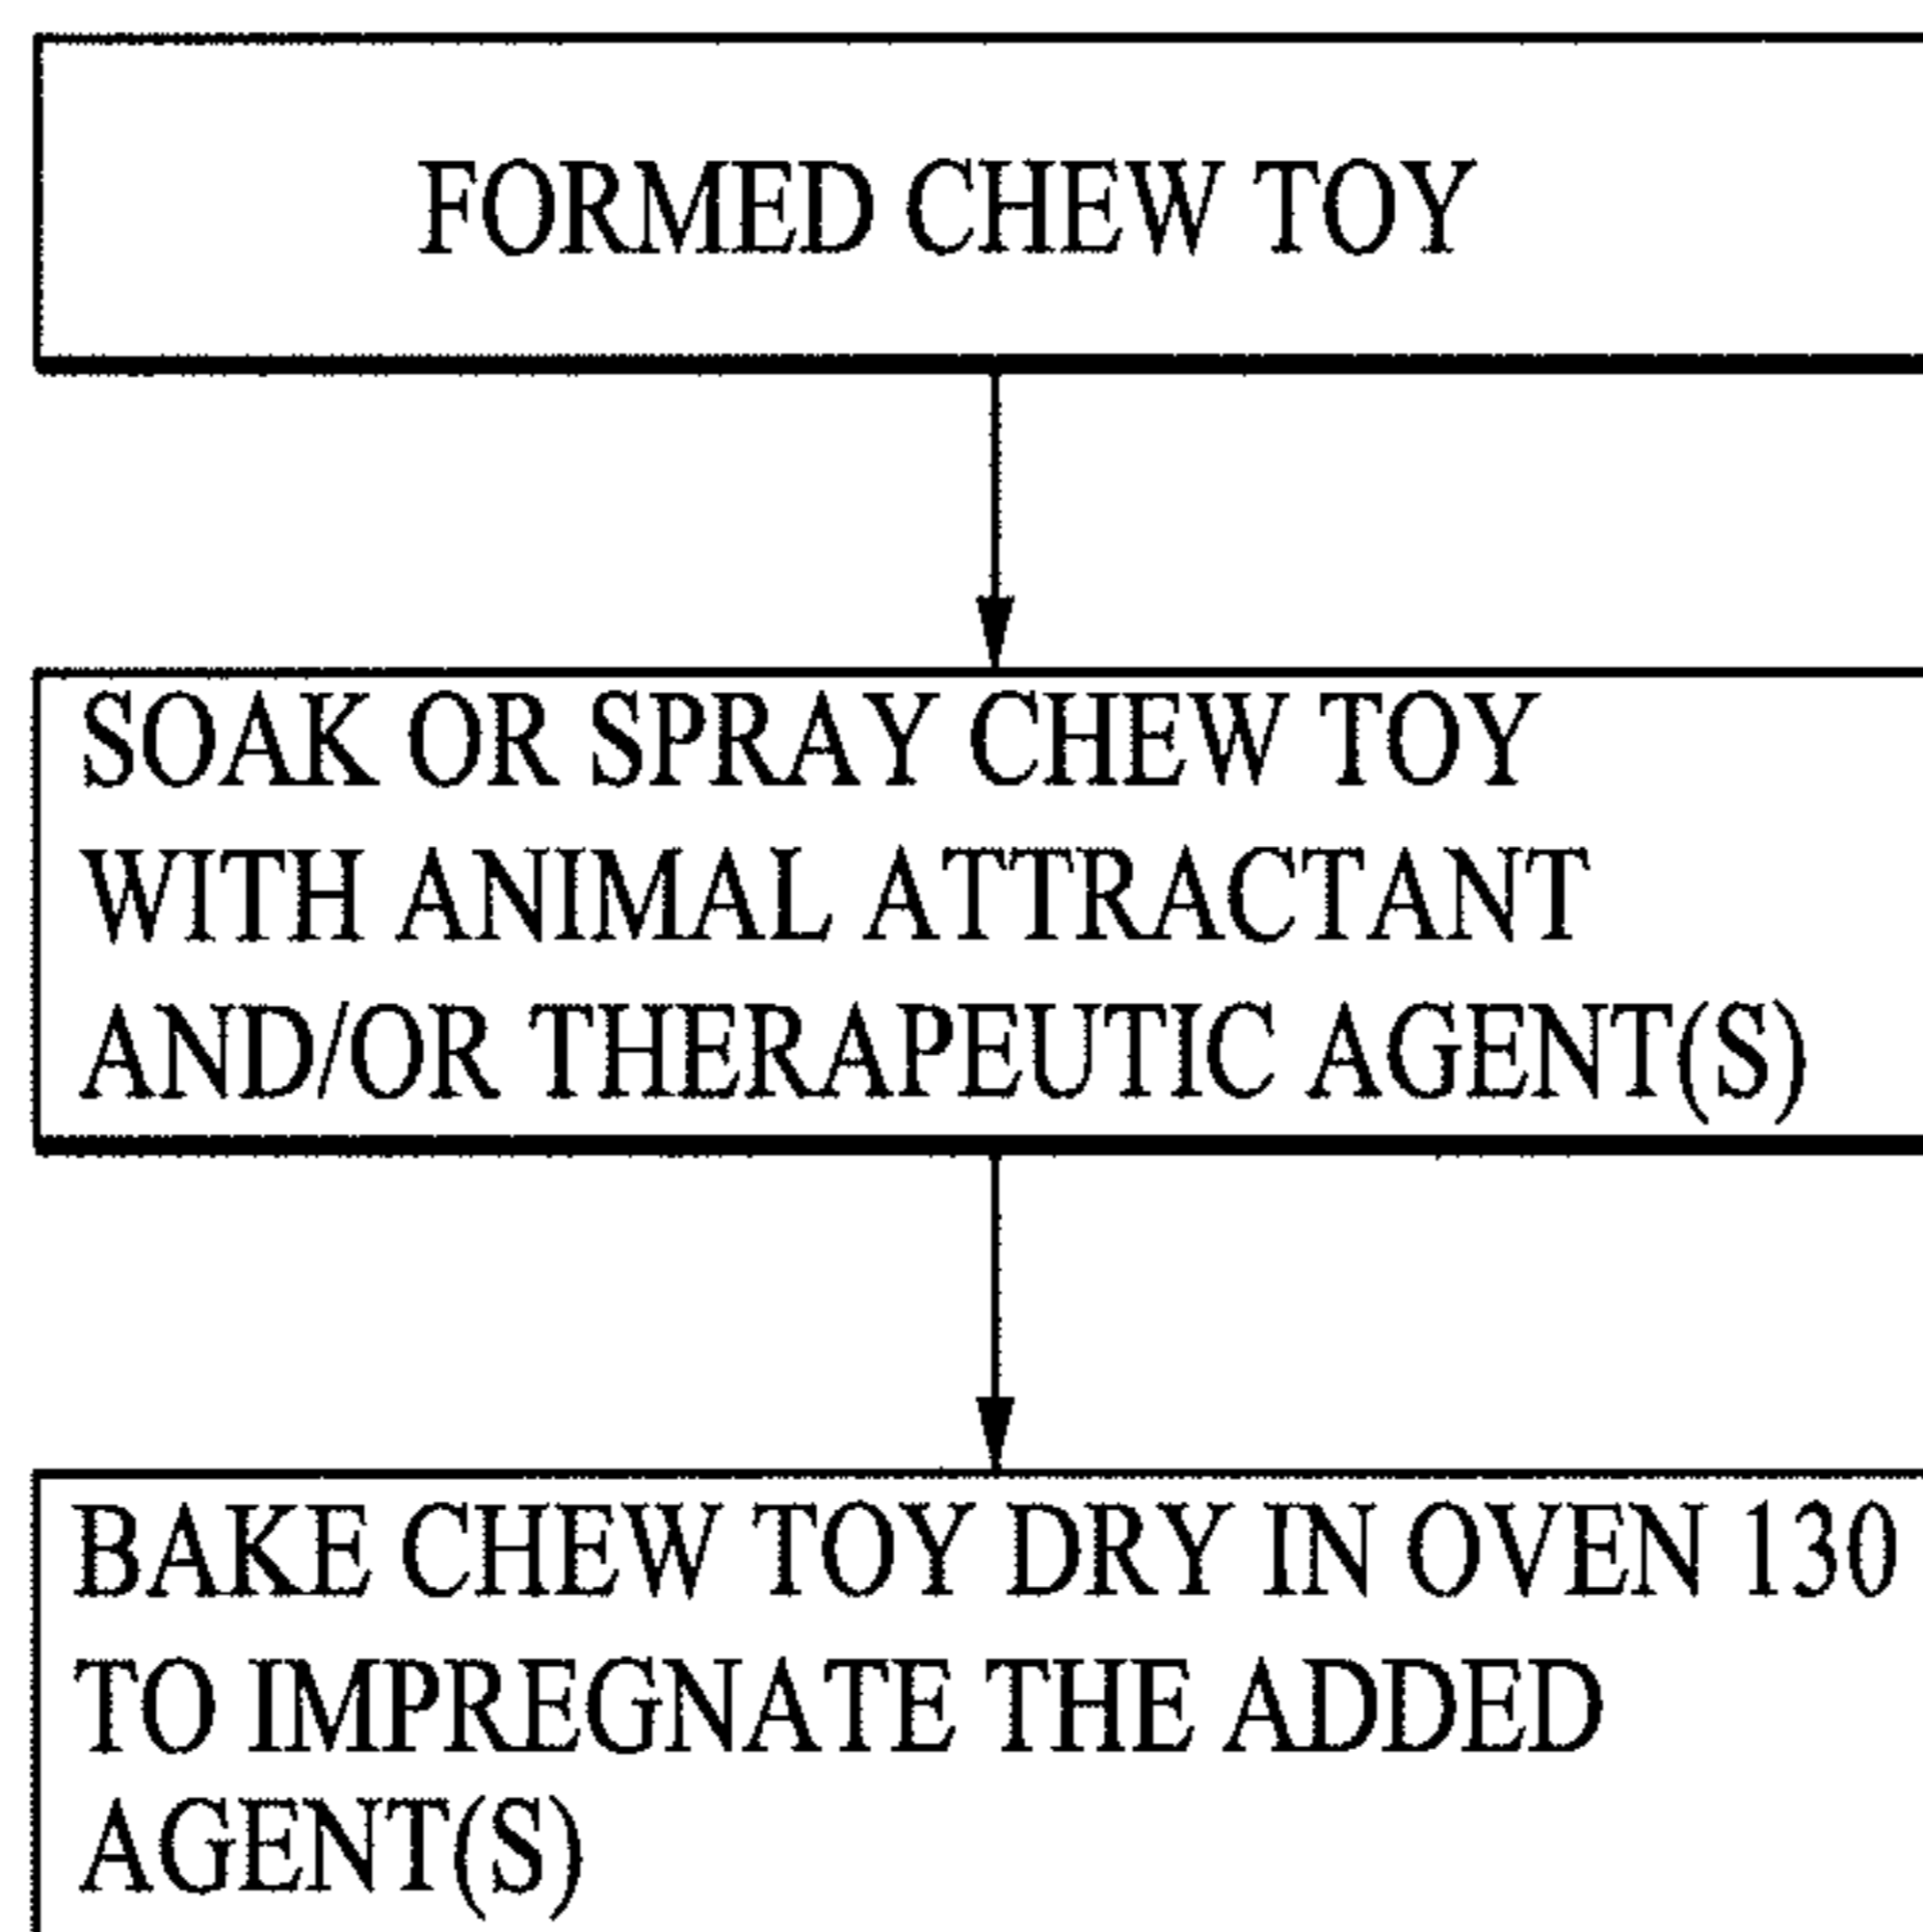 FORMED CHEW TOY
SOAK OR SPRAY CHEW TOY
WITH ANIMAL ATTRACTANT
AND/OR THERAPEUTIC AGENT(S)
BAKE CHEW TOY DRY IN OVEN 130
TO IMPREGNATE THE ADDED
AGENT(S)